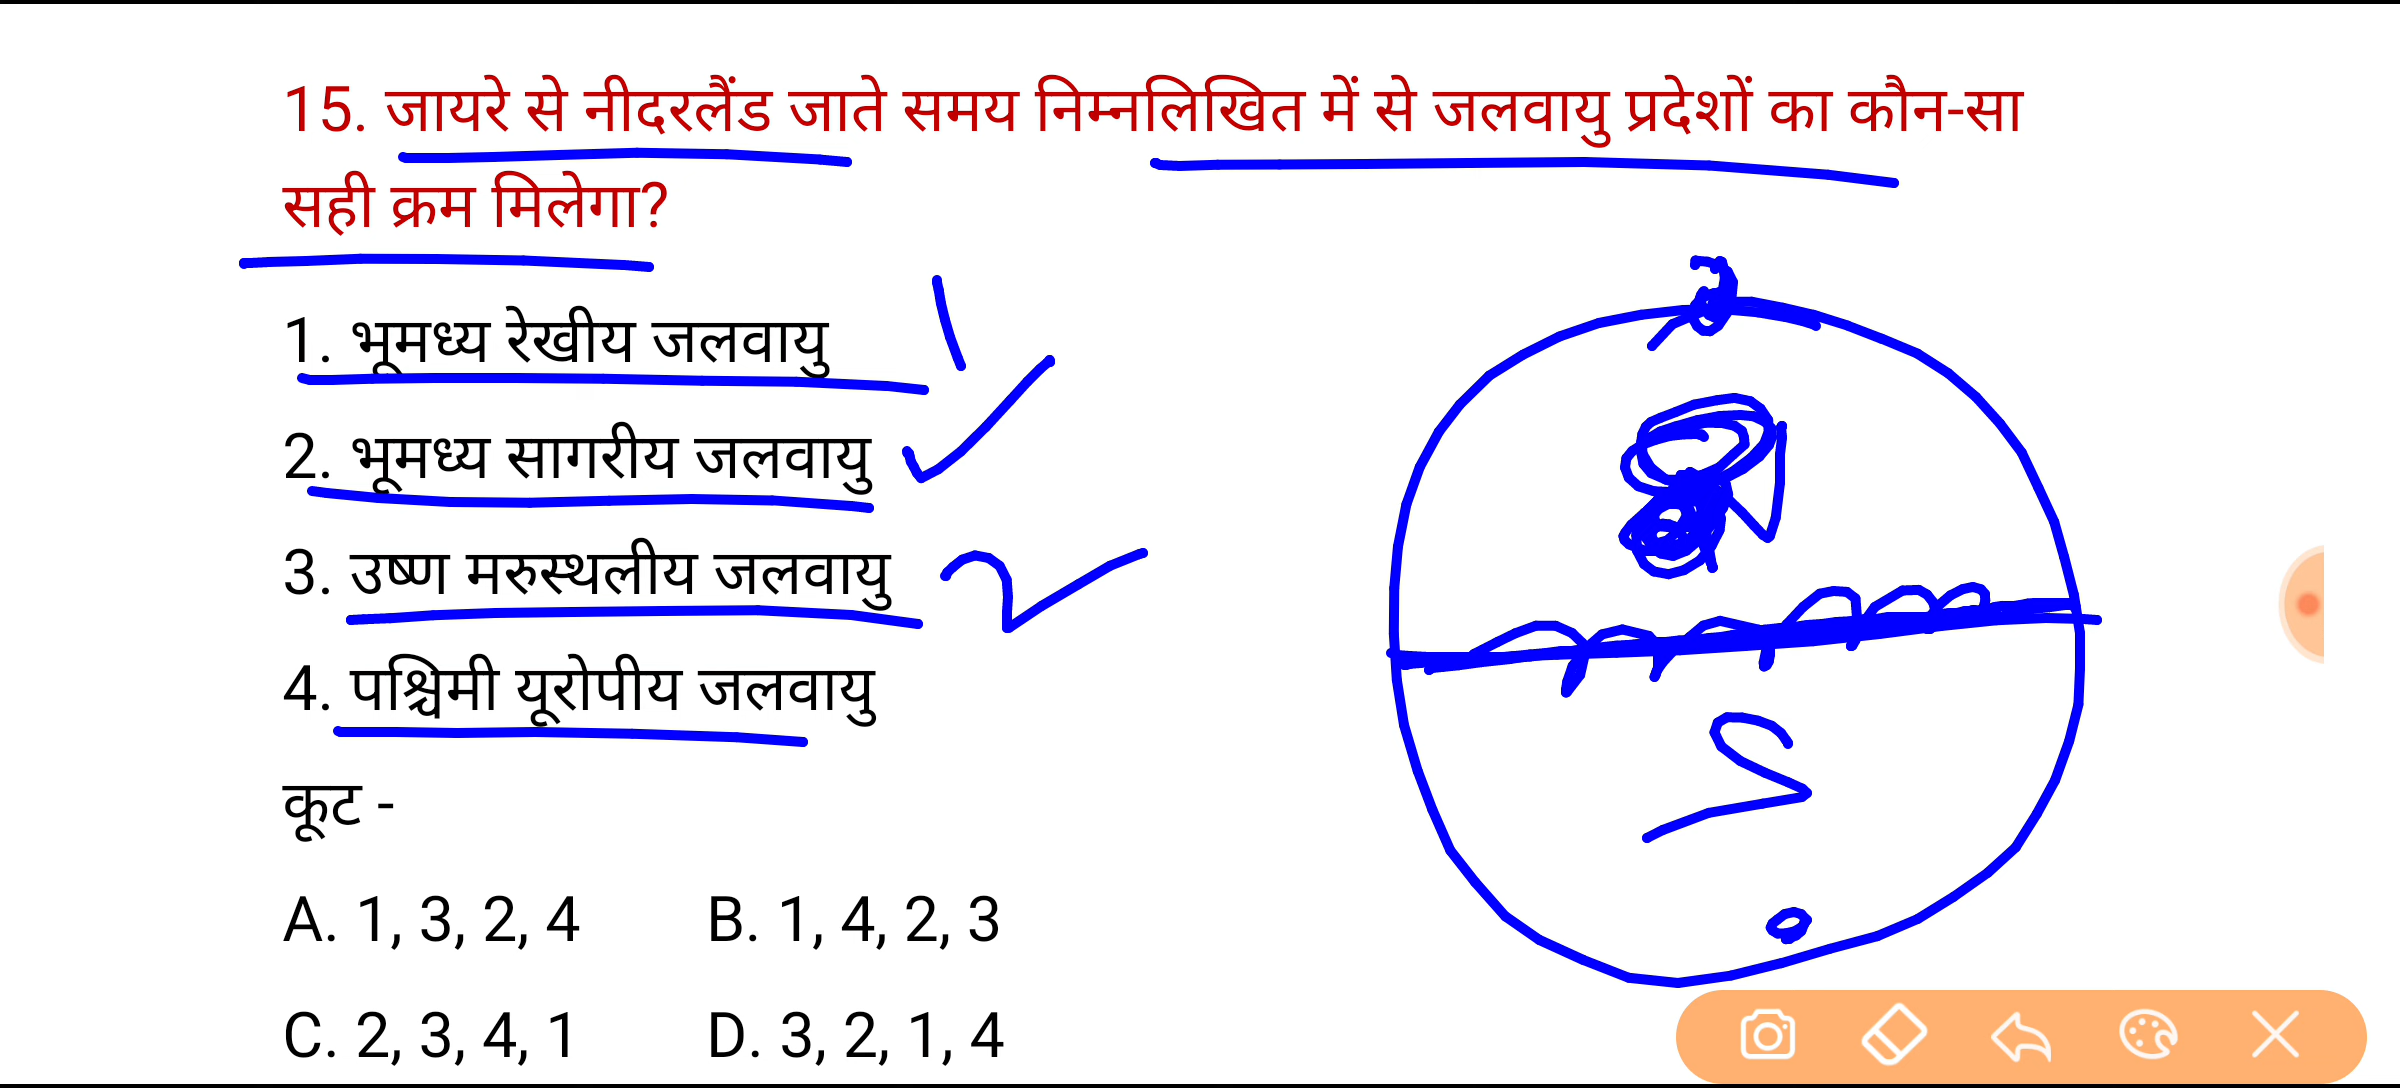 15. जायरे से नीदरलैंड जाते समय निम्नलिखित में से जलवायु प्रदेशों का कौन-सा
सही क्रम मिलेगा?
1. भूमध्य रेखीय जलवायु
2. भूमध्य सागरीय जलवायु
3. उष्ण मरुस्थलीय जलवायु
4. पश्चिमी यूरोपीय जलवायु
कूट -
A. 1, 3, 2, 4 B. 1, 4, 2, 3
C. 2, 3, 4, 1 D. 3, 2, 1, 4